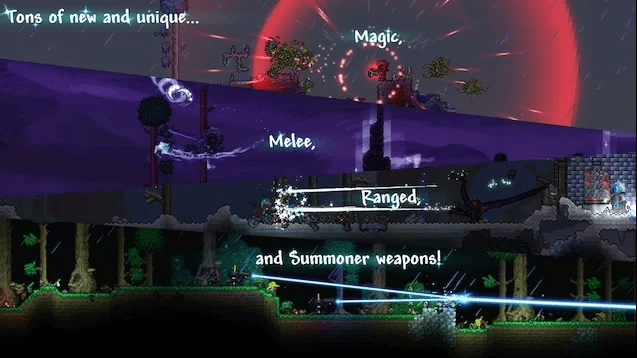 Tons of new and unique...
Magic,
Melee,
Ranged,
and Summoner weapons!